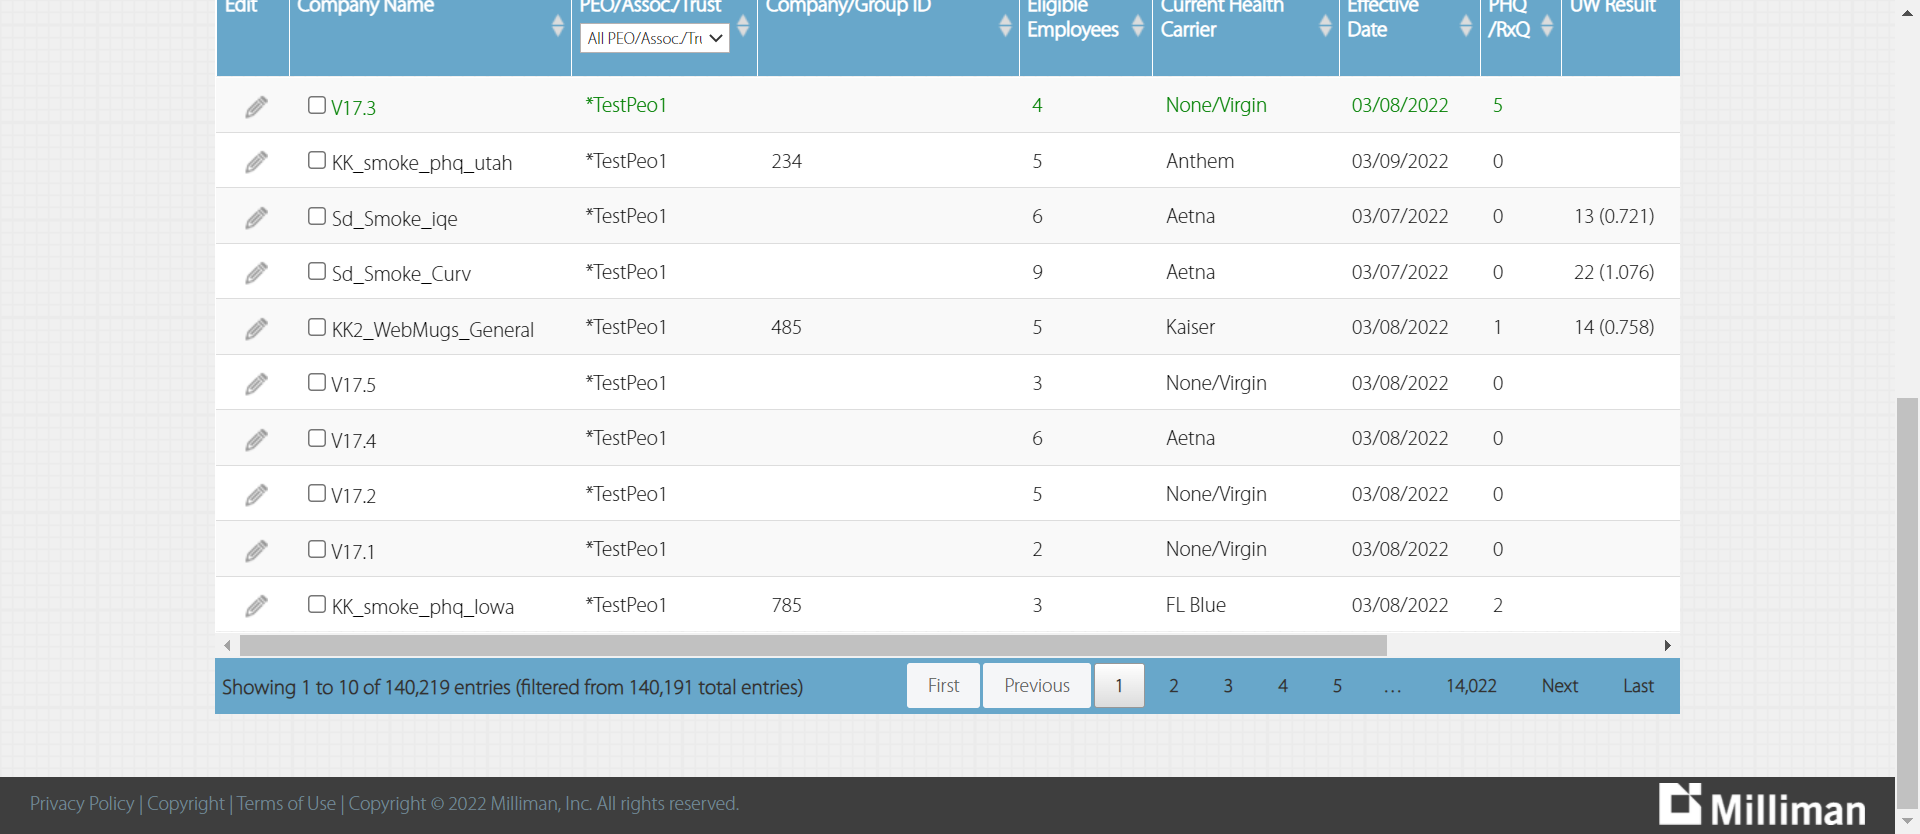 Edit Company Name PEO/Assoc./Trust Company/Group ID Eligible Employees Current Health Carrier Effective Date PHQ /RxQ UW Result
All PEO/Assoc./Tru
V17.3 *TestPeo1 4 None/Virgin 03/08/2022 5
KK_smoke_phq_utah *TestPeo1 234 5 Anthem 03/09/2022 0
Sd_Smoke_iqe *TestPeo1 6 Aetna 03/07/2022 0 13 (0.721)
Sd_Smoke_Curv *TestPeo1 9 Aetna 03/07/2022 0 22 (1.076)
KK2_WebMugs_General *TestPeo1 485 5 Kaiser 03/08/2022 1 14 (0.758)
V17.5 *TestPeo1 3 None/Virgin 03/08/2022 0
V17.4 *TestPeo1 6 Aetna 03/08/2022 0
V17.2 *TestPeo1 5 None/Virgin 03/08/2022 0
V17.1 *TestPeo1 2 None/Virgin 03/08/2022 0
KK_smoke_phq_Iowa *TestPeo1 785 3 FL Blue 03/08/2022 2
Showing 1 to 10 of 140,219 entries (filtered from 140,191 total entries) First Previous 1 2 3 4 5 … 14,022 Next Last
Privacy Policy | Copyright | Terms of Use | Copyright © 2022 Milliman, Inc. All rights reserved.
Milliman